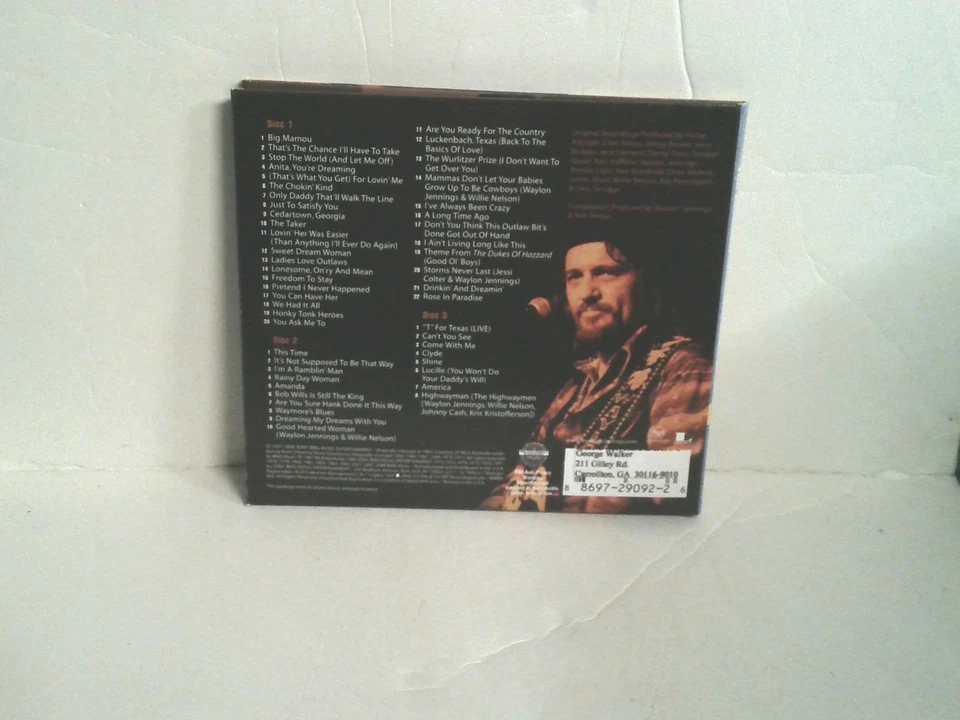 Disc 1
1 Big Mamou
2 That's The Chance I'll Have To Take
3 Stop The World (And Let Me Off)
4 Anita, You're Dreaming
5 (That's What You Get) For Lovin' Me
6 The Chokin' Kind
7 Only Daddy That'll Walk The Line
8 Just To Satisfy You
9 Cedartown, Georgia
10 The Taker
11 Lovin' Her Was Easier
(Than Anything I'll Ever Do Again)
12 Sweet Dream Woman
13 Ladies Love Outlaws
14 Lonesome, On'ry And Mean
15 Freedom To Stay
16 Pretend I Never Happened
17 You Can Have Her
18 We Had It All
19 Honky Tonk Heroes
20 You Ask Me To
Disc 2
1 This Time
2 It's Not Supposed To Be That Way
3 I'm A Ramblin' Man
4 Rainy Day Woman
5 Amanda
6 Bob Wills is Still The King
7 Are You Sure Hank Done It This Way
8 Waymore's Blues
9 Dreaming My Dreams With You
10 Good Hearted Woman
(Waylon Jennings & Willie Nelson)
11 Are You Ready For The Country
12 Luckenbach, Texas (Back To The
Basics Of Love)
13 The Wurlitzer Prize (I Don't Want To
Get Over You)
14 Mammas Don't Let Your Babies
Grow Up To Be Cowboys (Waylon
Jennings & Willie Nelson)
15 I've Always Been Crazy
16 A Long Time Ago
17 Don't You Think This Outlaw Bit's
Done Got Out Of Hand
18 I Ain't Living Long Like This
19 Theme From The Dukes Of Hazzard
(Good Ol' Boys)
20 Storms Never Last (Jessi
Colter & Waylon Jennings)
21 Drinkin' And Dreamin'
22 Rose In Paradise
Disc 3
1 "T" For Texas (LIVE)
2 Can't You See
3 Come With Me
4 Clyde
5 Shine
6 Lucille (You Won't Do
Your Daddy's Will)
7 America
8 Highwayman (The Highwaymen
[Waylon Jennings, Willie Nelson,
Johnny Cash, Kris Kristofferson])
Original Recordings Produced by
George Walker
211 Gilley Rd.
Carrollton, GA 30116-9010
8 8697-29092-2 6